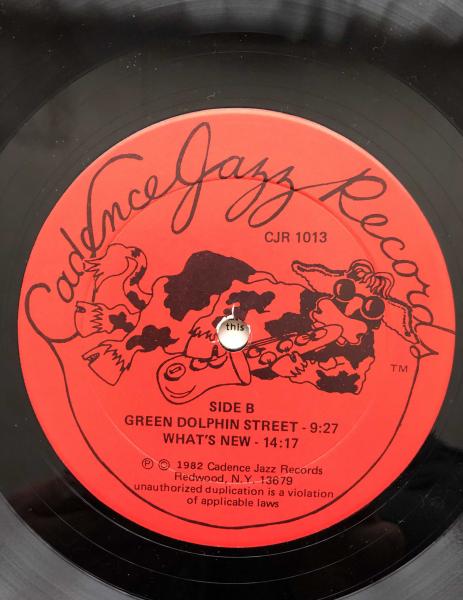 Cadence Jazz Records
CJR 1013
this
TM
SIDE B
GREEN DOLPHIN STREET - 9:27
WHAT'S NEW - 14:17
Ⓟ © 1982 Cadence Jazz Records
Redwood, N.Y. 13679
unauthorized duplication is a violation
of applicable laws